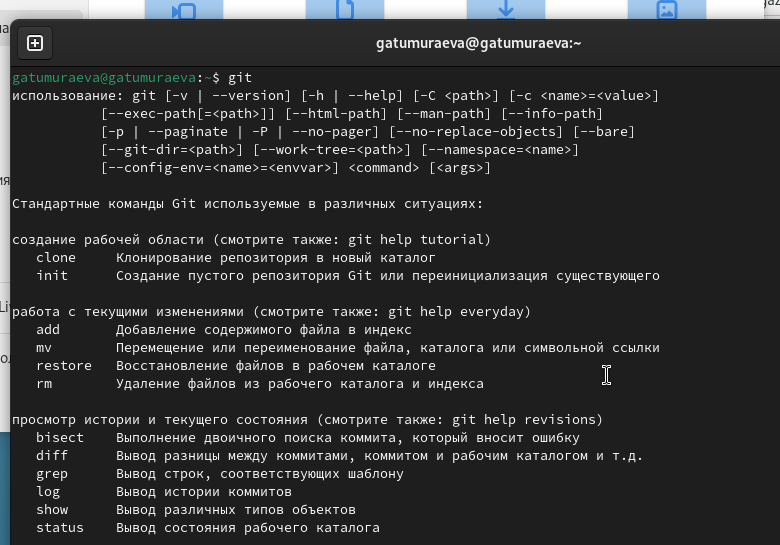 gatumuraeva@gatumuraeva:~
gatumuraeva@gatumuraeva:~$ git
использование: git [-v | --version] [-h | --help] [-C <path>] [-c <name>=<value>]
[--exec-path[=<path>]] [--html-path] [--man-path] [--info-path]
[-p | --paginate | -P | --no-pager] [--no-replace-objects] [--bare]
[--git-dir=<path>] [--work-tree=<path>] [--namespace=<name>]
[--config-env=<name>=<envvar>] <command> [<args>]
Стандартные команды Git используемые в различных ситуациях:
создание рабочей области (смотрите также: git help tutorial)
clone Клонирование репозитория в новый каталог
init Создание пустого репозитория Git или переинициализация существующего
работа с текущими изменениями (смотрите также: git help everyday)
add Добавление содержимого файла в индекс
mv Перемещение или переименование файла, каталога или символьной ссылки
restore Восстановление файлов в рабочем каталоге
rm Удаление файлов из рабочего каталога и индекса
просмотр истории и текущего состояния (смотрите также: git help revisions)
bisect Выполнение двоичного поиска коммита, который вносит ошибку
diff Вывод разницы между коммитами, коммитом и рабочим каталогом и т.д.
grep Вывод строк, соответствующих шаблону
log Вывод истории коммитов
show Вывод различных типов объектов
status Вывод состояния рабочего каталога